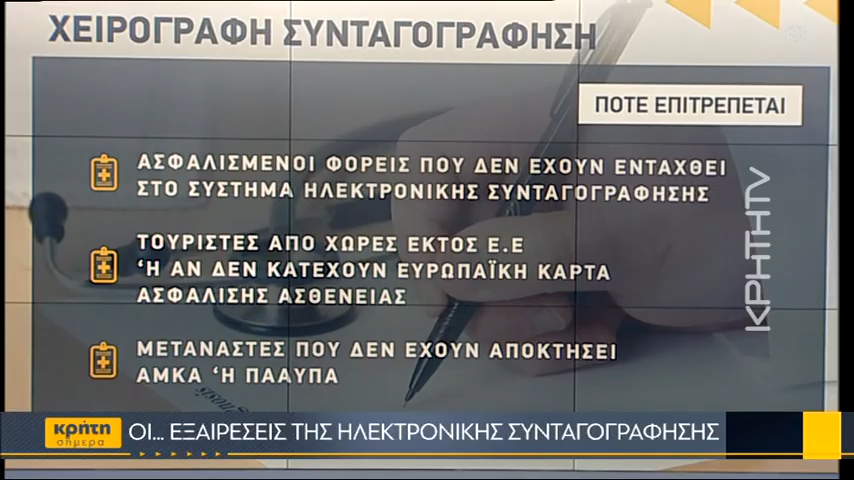 ΧΕΙΡΟΓΡΑΦΗ ΣΥΝΤΑΓΟΓΡΑΦΗΣΗ
ΠΟΤΕ ΕΠΙΤΡΕΠΕΤΑΙ
ΑΣΦΑΛΙΣΜΕΝΟΙ ΦΟΡΕΙΣ ΠΟΥ ΔΕΝ ΕΧΟΥΝ ΕΝΤΑΧΘΕΙ
ΣΤΟ ΣΥΣΤΗΜΑ ΗΛΕΚΤΡΟΝΙΚΗΣ ΣΥΝΤΑΓΟΓΡΑΦΗΣΗΣ
ΤΟΥΡΙΣΤΕΣ ΑΠΟ ΧΩΡΕΣ ΕΚΤΟΣ Ε.Ε
‘Η ΑΝ ΔΕΝ ΚΑΤΕΧΟΥΝ ΕΥΡΩΠΑΪΚΗ ΚΑΡΤΑ
ΑΣΦΑΛΙΣΗΣ ΑΣΘΕΝΕΙΑΣ
ΜΕΤΑΝΑΣΤΕΣ ΠΟΥ ΔΕΝ ΕΧΟΥΝ ΑΠΟΚΤΗΣΕΙ
ΑΜΚΑ ‘Η ΠΑΑΥΠΑ
ΚΡΗΤΗTV
κρήτη
σήμερα
ΟΙ... ΕΞΑΙΡΕΣΕΙΣ ΤΗΣ ΗΛΕΚΤΡΟΝΙΚΗΣ ΣΥΝΤΑΓΟΓΡΑΦΗΣΗΣ